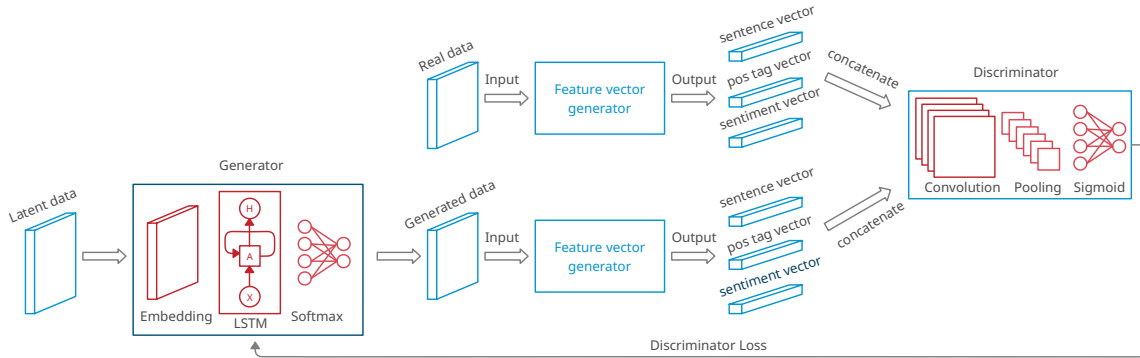 sentence vector
Real data
pos tag vector
concatenate
Discriminator
Input
Feature vector
generator
Output
sentiment vector
Convolution
Pooling
Sigmoid
Generator
Latent data
Generated data
H
A
X
Embedding
LSTM
Softmax
Input
Feature vector
generator
Output
sentence vector
pos tag vector
sentiment vector
concatenate
Discriminator Loss